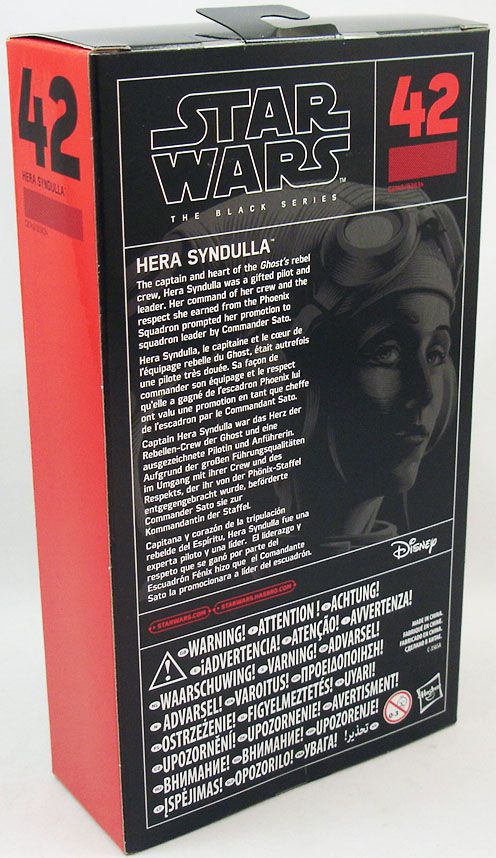 42
HERA SYNDULLA™
STAR
WARS™
THE BLACK SERIES
42
HERA SYNDULLA™
The captain and heart of the Ghost's rebel
crew, Hera Syndulla was a gifted pilot and
leader. Her command of her crew and the
respect she earned from the Phoenix
Squadron prompted her promotion to
squadron leader by Commander Sato.
Hera Syndulla, le capitaine et le cœur de
l'équipage rebelle du Ghost, était autrefois
une pilote très douée. Sa façon de
commander son équipage et le respect
qu'elle a gagné de l'escadron Phoenix lui
ont valu une promotion en tant que cheffe
de l'escadron par le Commandant Sato.
Captain Hera Syndulla war das Herz der
Rebellen-Crew der Ghost und eine
ausgezeichnete Pilotin und Anführerin.
Aufgrund der großen Führungsqualitäten
im Umgang mit ihrer Crew und des
Respekts, der ihr von der Phönix-Staffel
entgegengebracht wurde, beförderte
Commander Sato sie zur
Kommandantin der Staffel.
Capitana y corazón de la tripulación
rebelde del Espíritu, Hera Syndulla fue una
experta piloto y una líder. El liderazgo y
respeto que se ganó por parte del
Escuadrón Fénix hizo que el Comandante
Sato la promocionara a líder del escuadrón.
Disney
STARWARS.COM
STARWARS.HASBRO.COM
WARNING! ATTENTION ! ACHTUNG!
¡ADVERTENCIA! ATENÇÃO! AVVERTENZA!
WAARSCHUWING! VARNING! ADVARSEL!
ADVARSEL! VAROITUS! ΠΡΟΕΙΔΟΠΟΙΗΣΗ!
OSTRZEŻENIE! FIGYELMEZTETÉS! UYARI!
UPOZORNĚNÍ! UPOZORNENIE! AVERTISMENT!
ВНИМАНИЕ! ВНИМАНИЕ! UPOZORENJE!
ĮSPĖJIMAS! OPOZORILO! УВАГА! تحذير!
MADE IN CHINA.
FABRIQUÉ EN CHINE.
FABRICADO EN CHINA.
СДЕЛАНО В КИТАЕ.
0-3
Hasbro